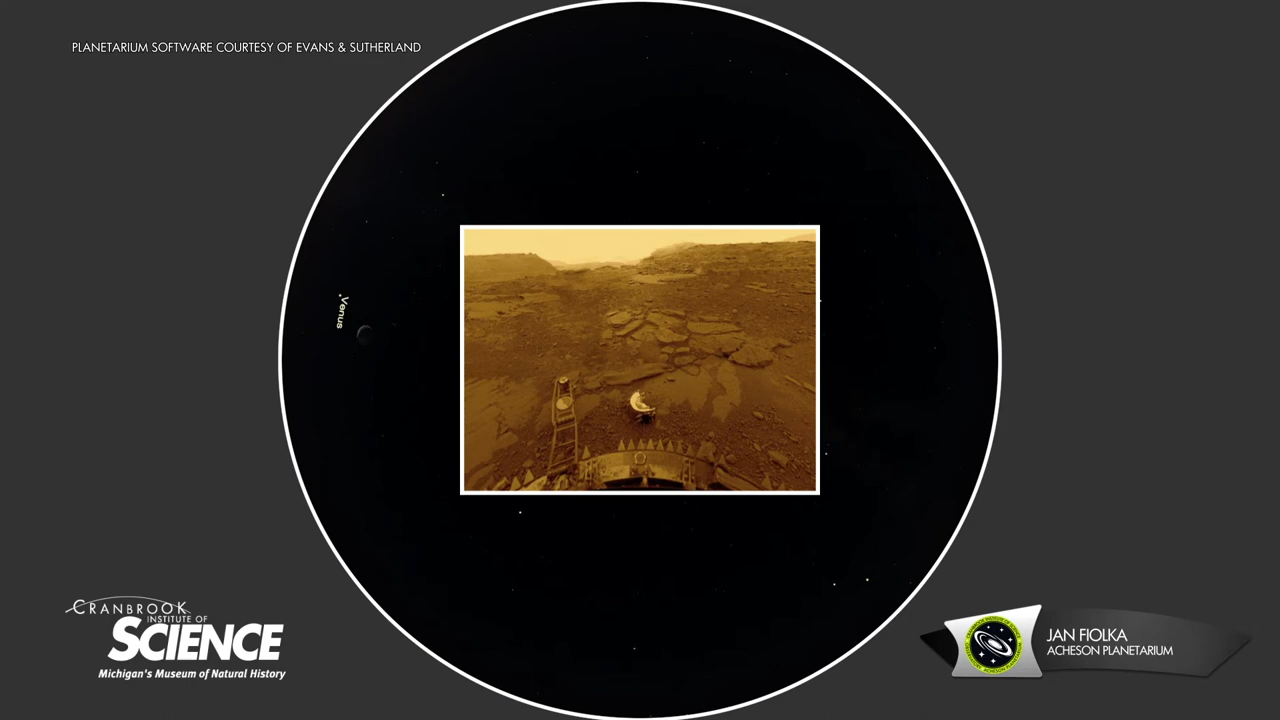 PLANETARIUM SOFTWARE COURTESY OF EVANS & SUTHERLAND
Venus
CRANBROOK
INSTITUTE OF
SCIENCE
Michigan's Museum of Natural History
JAN FIOLKA
ACHESON PLANETARIUM